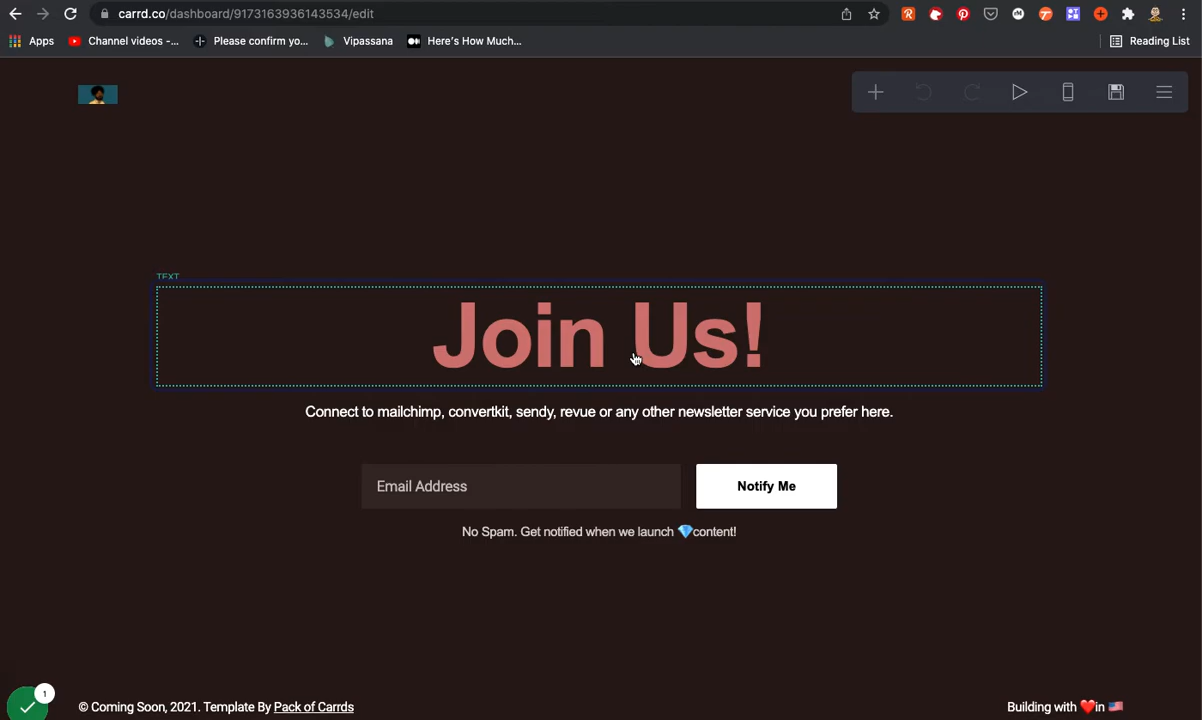 carrd.co/dashboard/9173163936143534/edit
Apps
Channel videos -...
Please confirm yo...
Vipassana
Here's How Much...
Reading List
TEXT
Join Us!
Connect to mailchimp, convertkit, sendy, revue or any other newsletter service you prefer here.
Email Address
Notify Me
No Spam. Get notified when we launch 💎content!
1
© Coming Soon, 2021. Template By Pack of Carrds
Building with ❤️in 🇺🇸